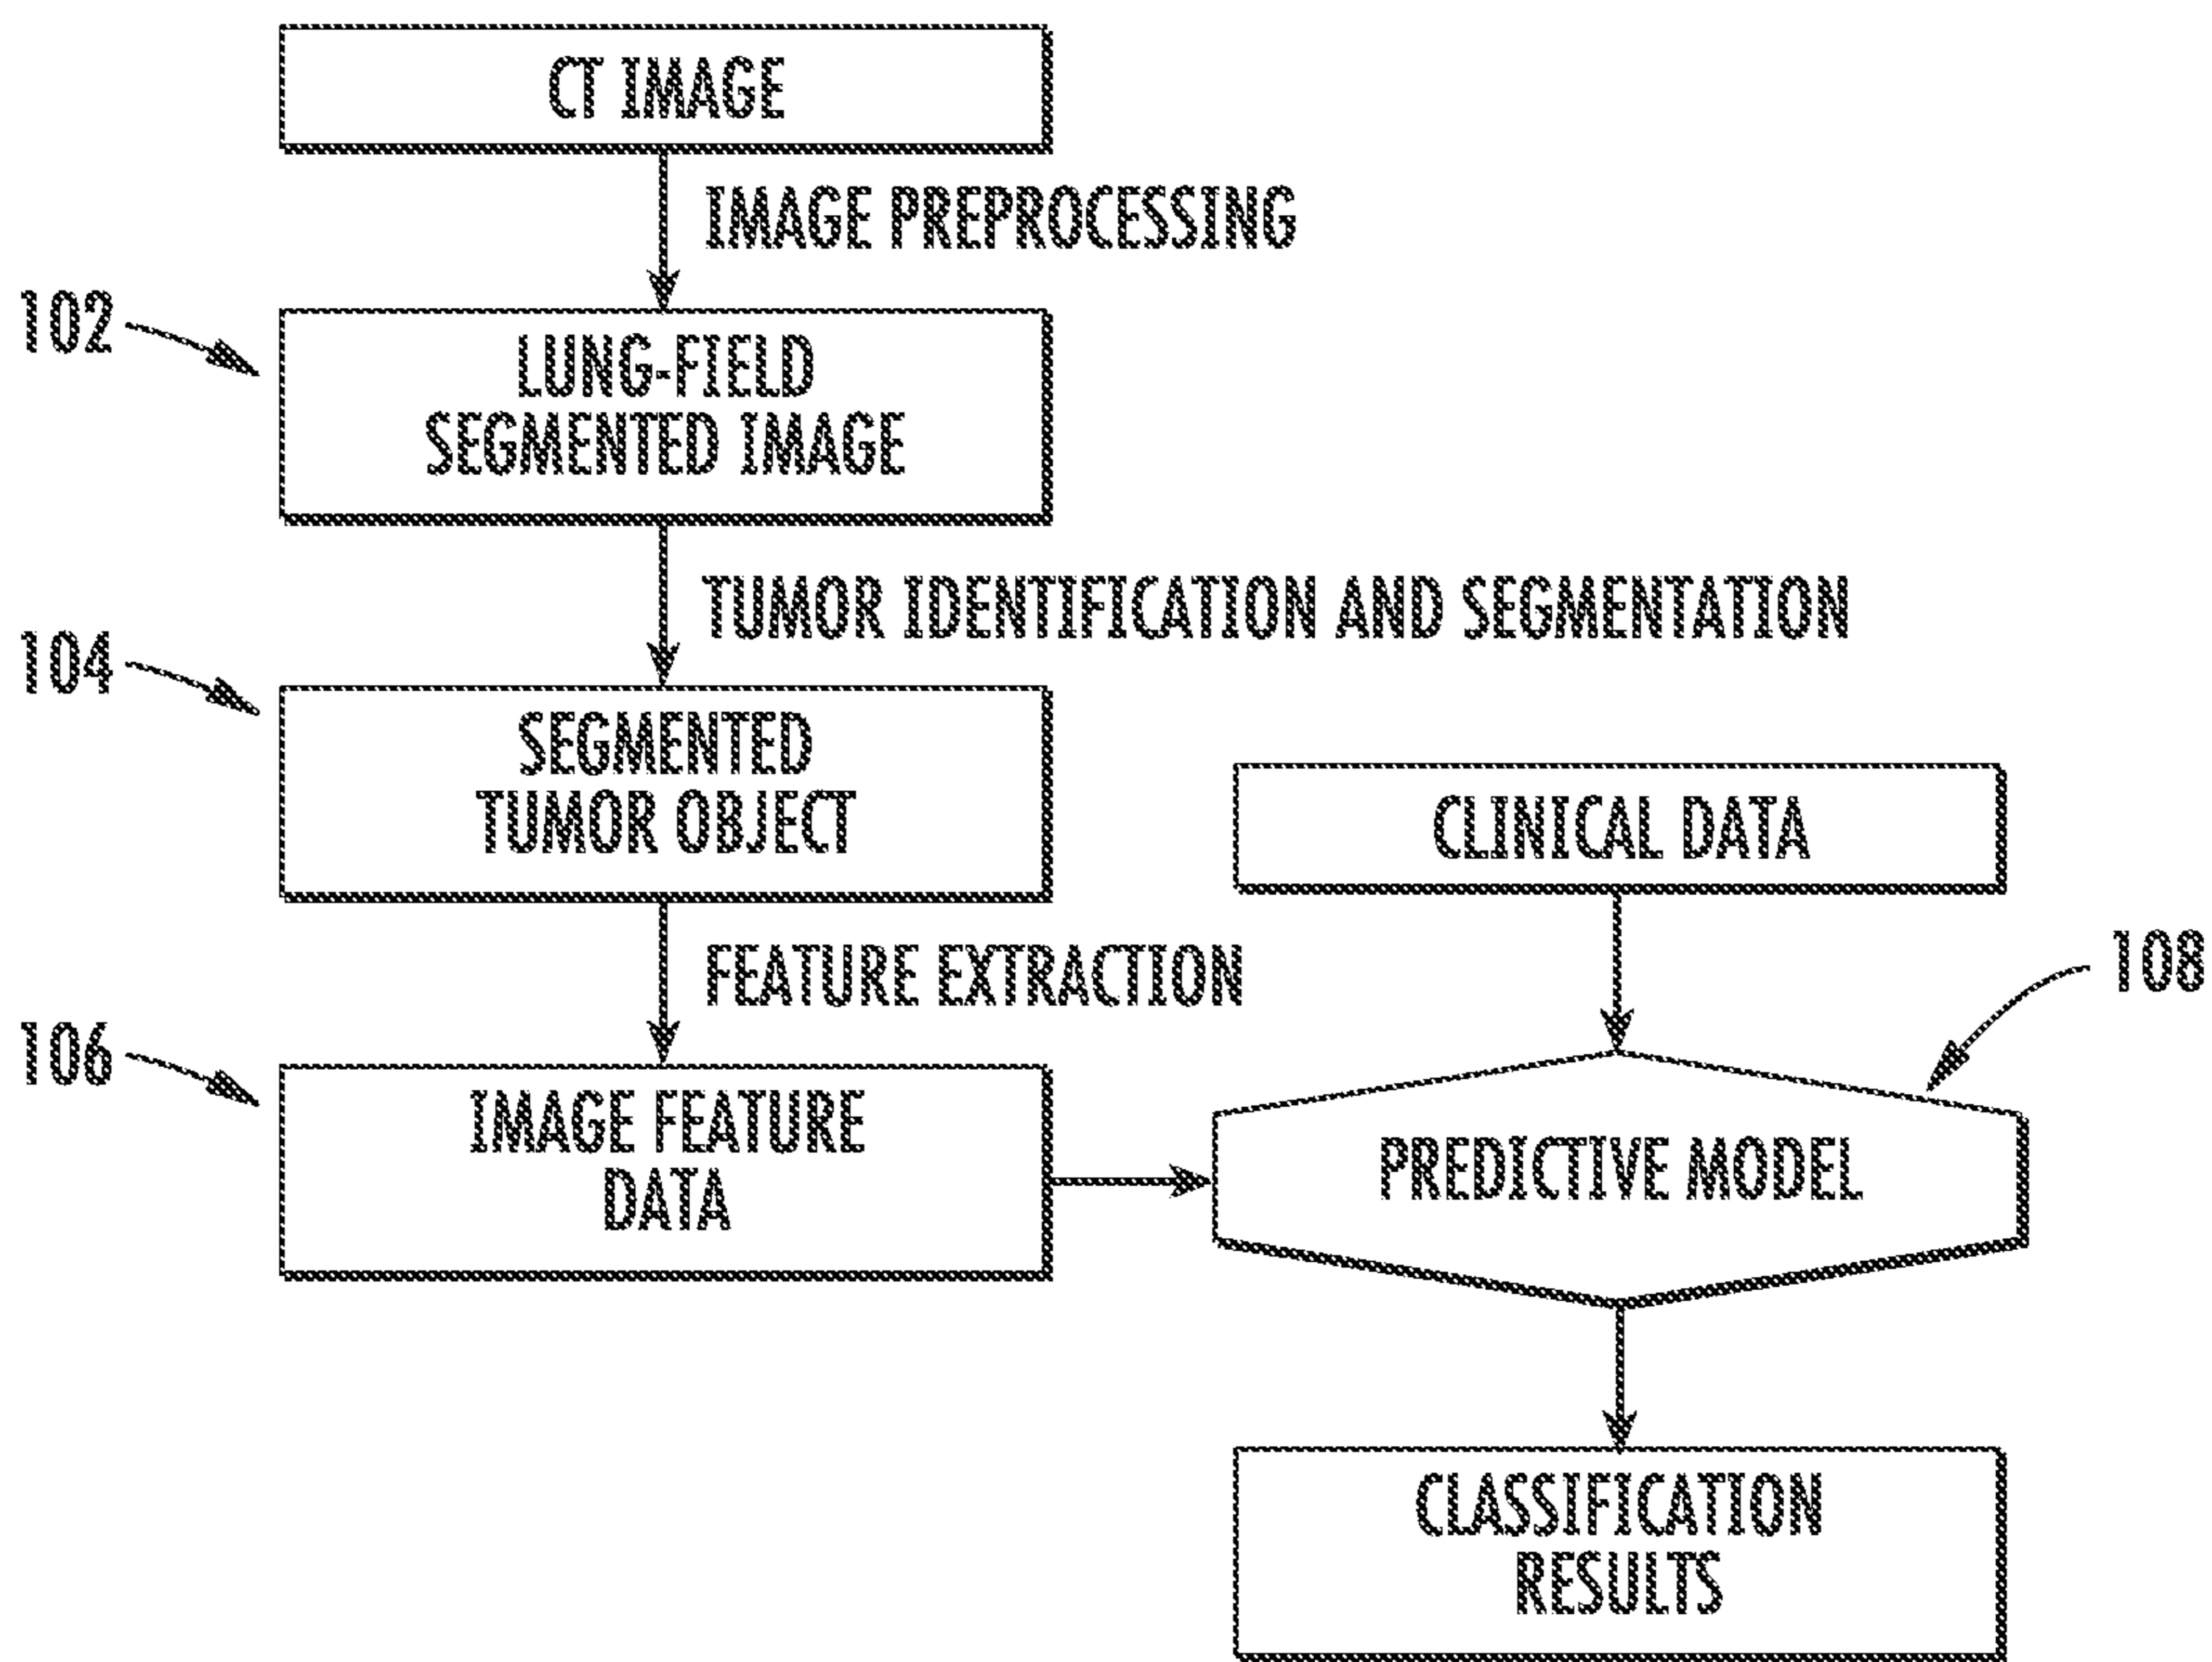 CT IMAGE
IMAGE PREPROCESSING
102
LUNG-FIELD
SEGMENTED IMAGE
TUMOR IDENTIFICATION AND SEGMENTATION
104
SEGMENTED
TUMOR OBJECT
CLINICAL DATA
FEATURE EXTRACTION
108
106
IMAGE FEATURE
DATA
PREDICTIVE MODEL
CLASSIFICATION
RESULTS